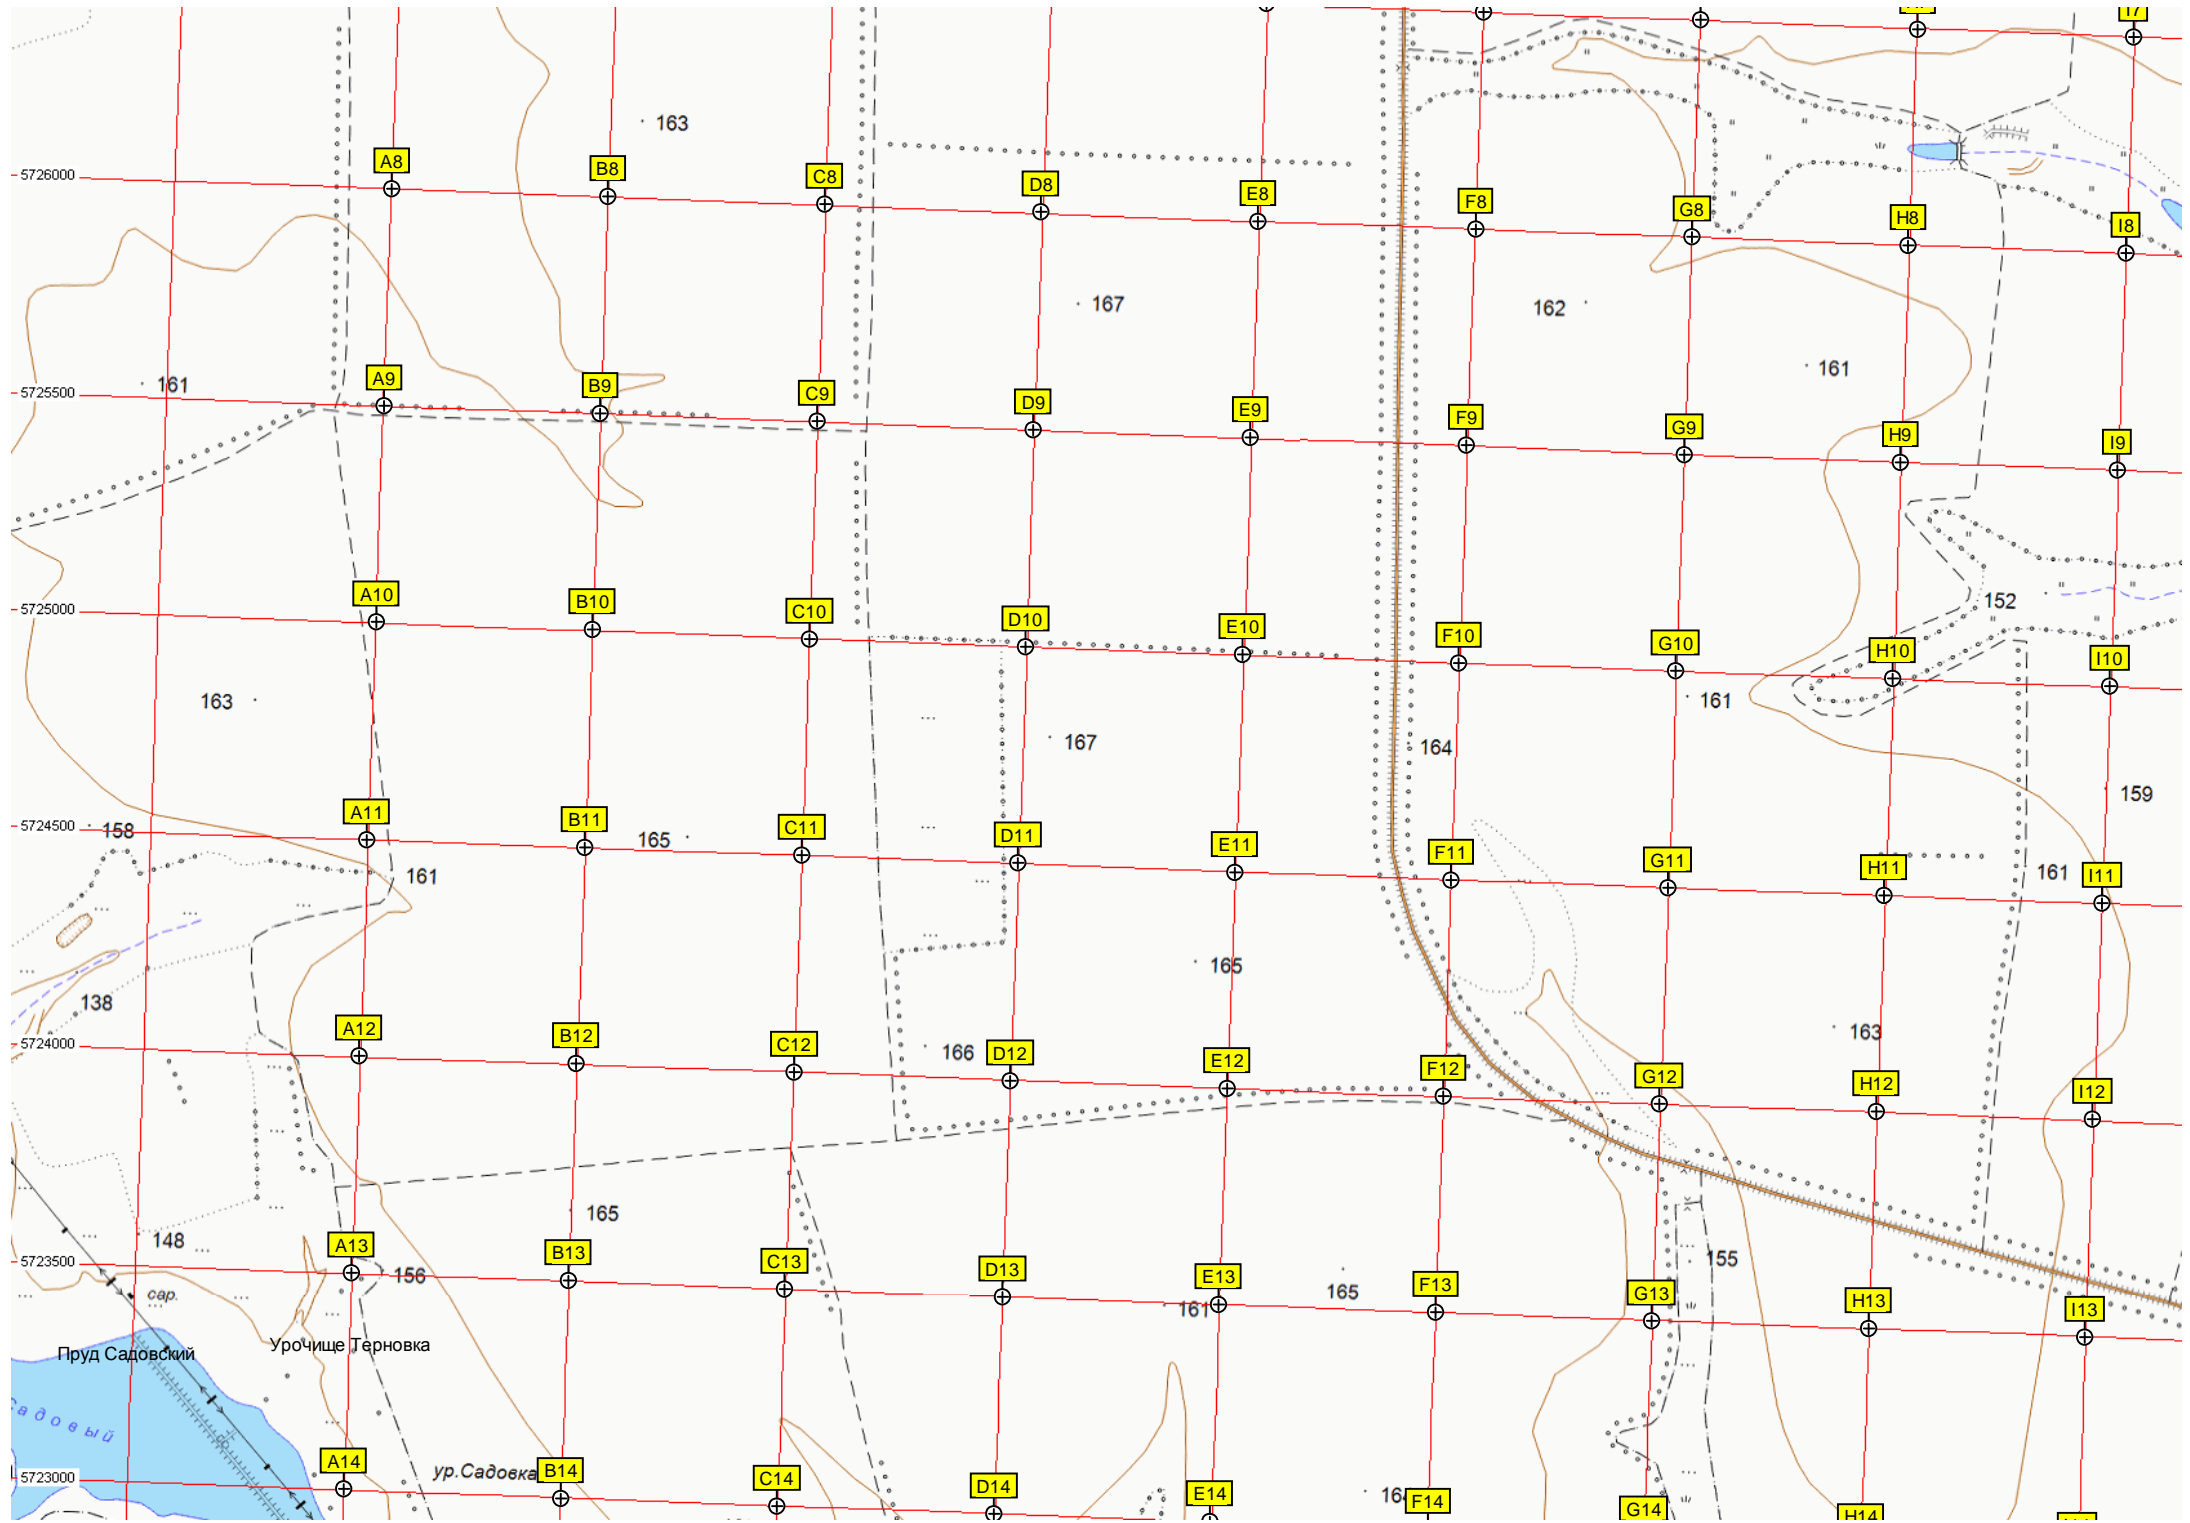 I7
163
A8 B8 C8 D8 E8 F8 G8 H8 I8
5726000
167 162
161 161
5725500
A9 B9 C9 D9 E9 F9 G9 H9 I9
152
5725000
A10 B10 C10 D10 E10 F10 G10 H10 I10
163 167 164 161 159
5724500
158 165 161 161
A11 B11 C11 D11 E11 F11 G11 H11 I11
165
138 166 163
5724000
A12 B12 C12 D12 E12 F12 G12 H12 I12
148 165 155
5723500
A13 B13 C13 D13 E13 F13 G13 H13 I13
156 161 165
сар.
Урочище Терновка
Пруд Садовский
адовый
ур.Садовка
5723000
A14 B14 C14 D14 E14 F14 G14 H14